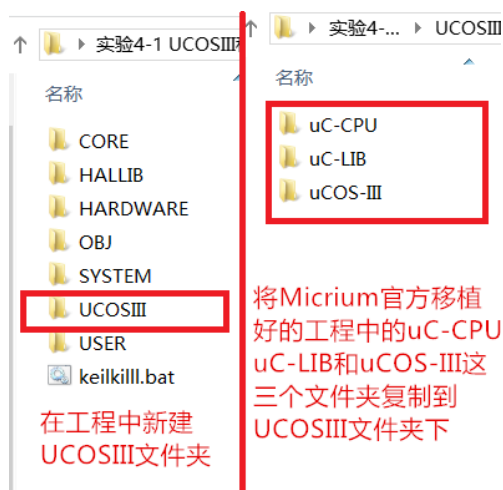 实验4-1 UCOSIII
名称
CORE
HALLIB
HARDWARE
OBJ
SYSTEM
UCOSIII
USER
keilkilll.bat
在工程中新建
UCOSIII文件夹
实验4-... UCOSIII
名称
uC-CPU
uC-LIB
uCOS-III
将Micrium官方移植
好的工程中的uC-CPU
uC-LIB和uCOS-III这
三个文件夹复制到
UCOSIII文件夹下